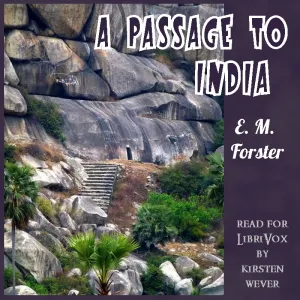 A PASSAGE TO
INDIA
E. M.
Forster
READ FOR
LIBRIVOX
BY
KIRSTEN
WEVER